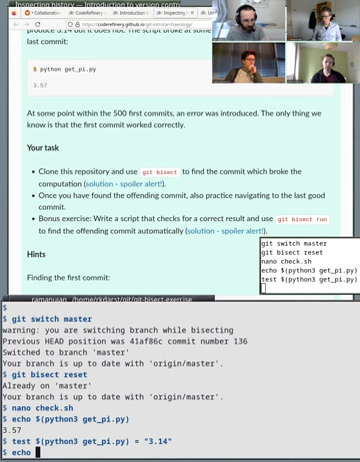 Inspecting history — Introduction to version contro
Collabora
CodeRefiner
Introduction
Inspecting
https://coderefinery.github.io/git-intro/archaeology/
produce 3.14 but it does not. The script broke at some
last commit:
$ python get_pi.py
3.57
At some point within the 500 first commits, an error was introduced. The only thing we
know is that the first commit worked correctly.
Your task
• Clone this repository and use git bisect to find the commit which broke the
computation (solution - spoiler alert!).
• Once you have found the offending commit, also practice navigating to the last good
commit.
• Bonus exercise: Write a script that checks for a correct result and use git bisect run
to find the offending commit automatically (solution - spoiler alert!).
Hints
Finding the first commit:
git switch master
git bisect reset
nano check.sh
echo $(python3 get_pi.py)
test $(python3 get_pi.py)
ramanujan /home/rkdarst/git/git-bisect-exercise
$
$ git switch master
warning: you are switching branch while bisecting
Previous HEAD position was 41af86c commit number 136
Switched to branch 'master'
Your branch is up to date with 'origin/master'.
$ git bisect reset
Already on 'master'
Your branch is up to date with 'origin/master'.
$ nano check.sh
$ echo $(python3 get_pi.py)
3.57
$ test $(python3 get_pi.py) = "3.14"
$ echo